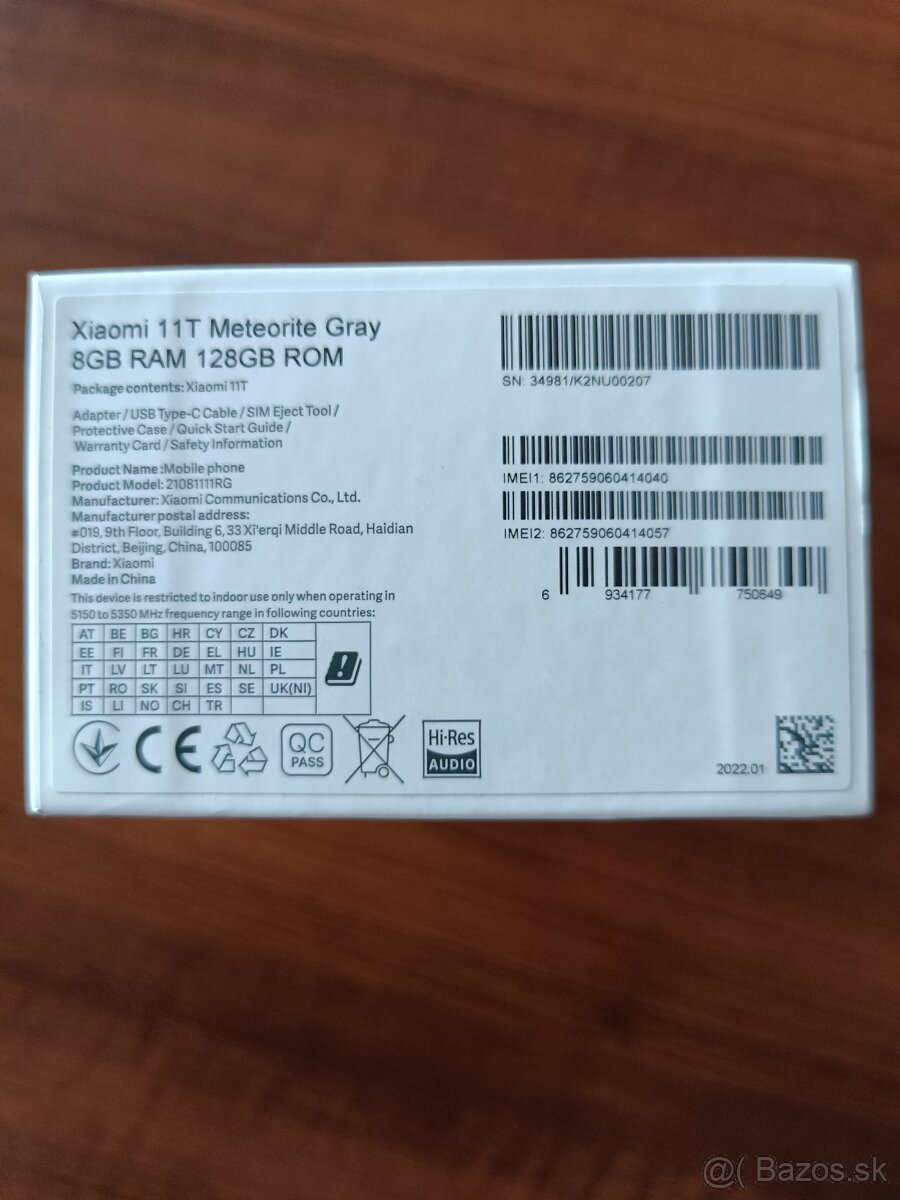 Xiaomi 11T Meteorite Gray
8GB RAM 128GB ROM
Package contents: Xiaomi 11T
Adapter / USB Type-C Cable / SIM Eject Tool /
Protective Case / Quick Start Guide /
Warranty Card / Safety Information
Product Name :Mobile phone
Product Model: 21081111RG
Manufacturer: Xiaomi Communications Co., Ltd.
Manufacturer postal address:
#019, 9th Floor, Building 6, 33 Xi'erqi Middle Road, Haidian
District, Beijing, China, 100085
Brand: Xiaomi
Made in China
This device is restricted to indoor use only when operating in
5150 to 5350 MHz frequency range in following countries:
AT BE BG HR CY CZ DK
EE FI FR DE EL HU IE
IT LV LT LU MT NL PL
PT RO SK SI ES SE UK(NI)
IS LI NO CH TR
CE
QC
PASS
Hi-Res
AUDIO
SN: 34981/K2NU00207
IMEI1: 862759060414040
IMEI2: 862759060414057
6 934177 750649
2022.01
@( Bazos.sk